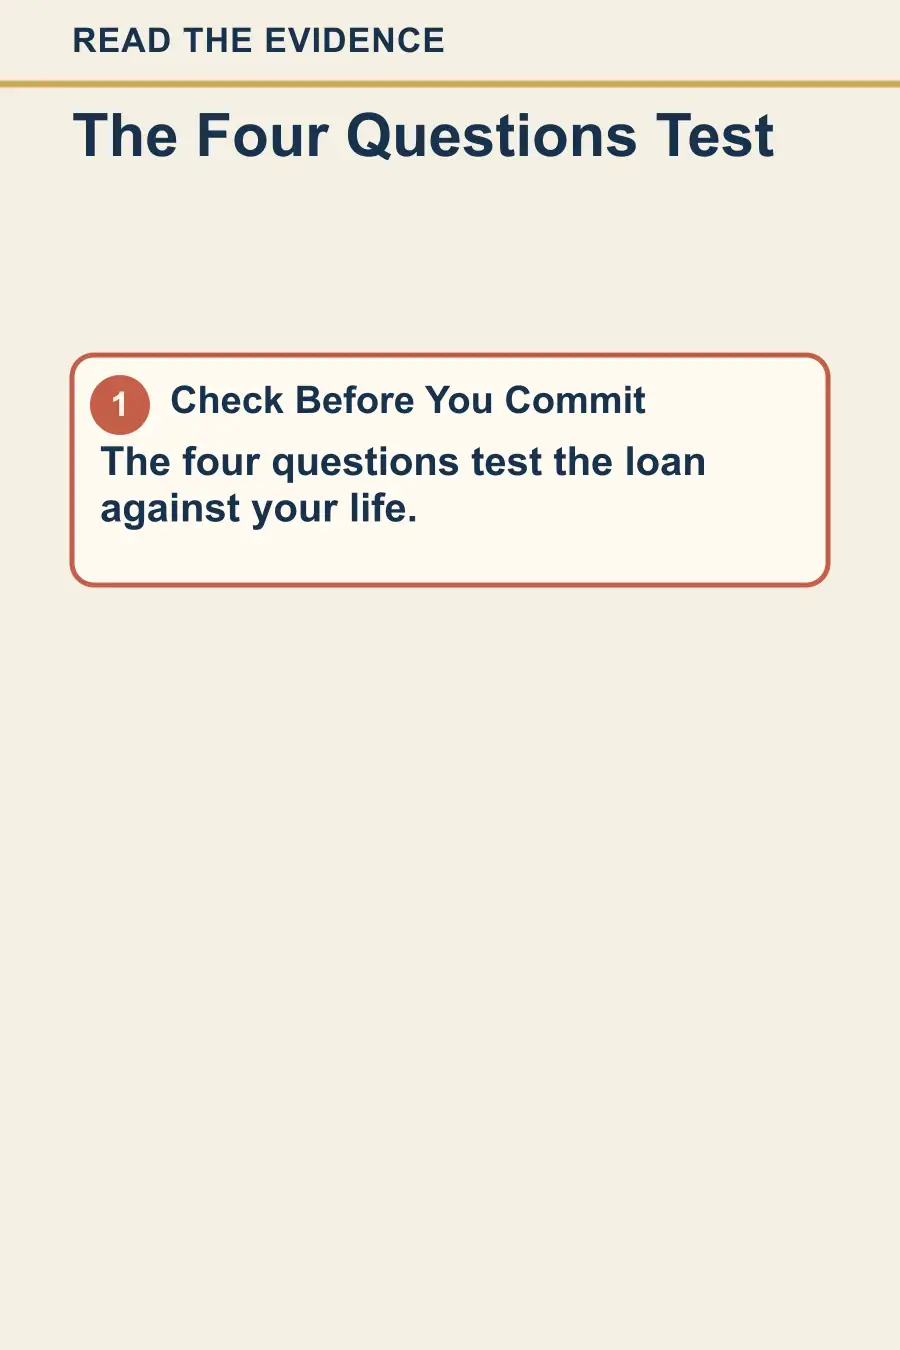 READ THE EVIDENCE
The Four Questions Test
1 Check Before You Commit
The four questions test the loan
against your life.